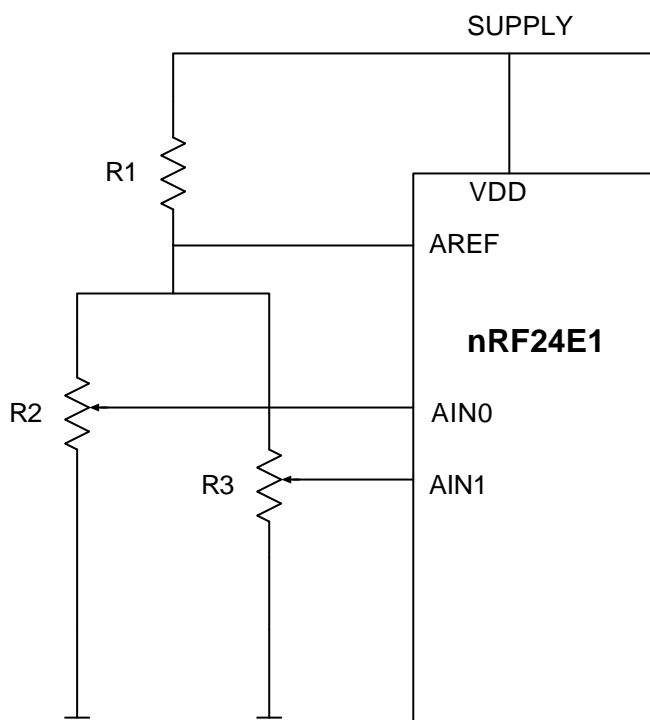 SUPPLY
R1
VDD
AREF
nRF24E1
R2
AIN0
R3
AIN1